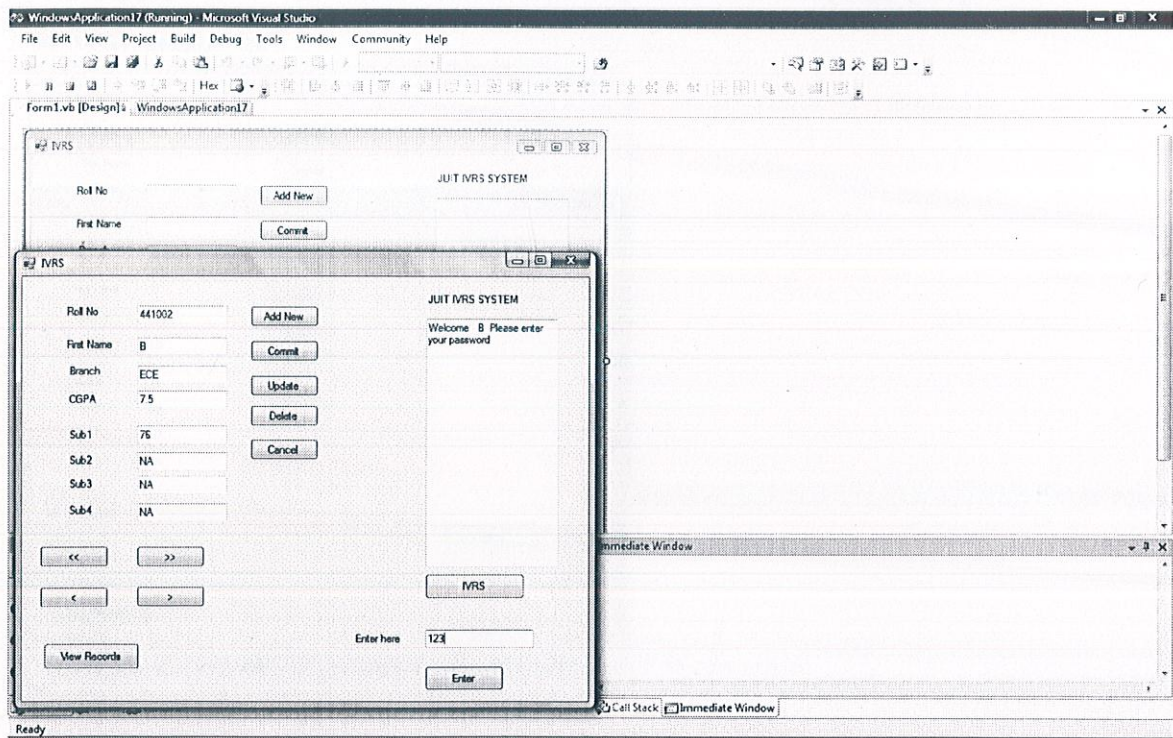 WindowsApplication17 (Running) - Microsoft Visual Studio
File Edit View Project Build Debug Tools Window Community Help
Hex
Form1.vb [Design] WindowsApplication17
IVRS
JUIT IVRS SYSTEM
Roll No
Add New
First Name
Commit
IVRS
JUIT IVRS SYSTEM
Roll No 441002 Add New
Welcome B Please enter
your password
First Name B Commit
Branch ECE
Update
CGPA 7.5
Delete
Sub1 76
Cancel
Sub2 NA
Sub3 NA
Sub4 NA
<< >>
Immediate Window
< >
IVRS
Enter here 123
View Records
Enter
Call Stack Immediate Window
Ready